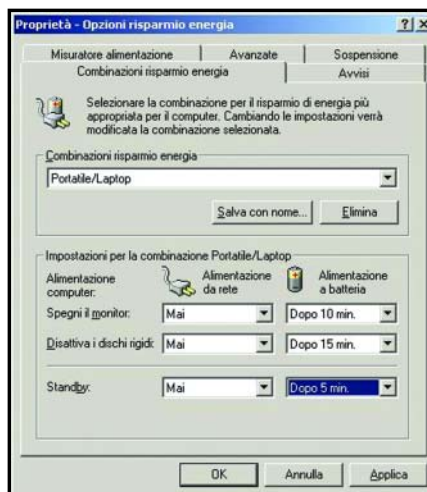 Proprietà - Opzioni risparmio energia
Misuratore alimentazione Avanzate Sospensione
Combinazioni risparmio energia Avvisi
Selezionare la combinazione per il risparmio di energia più
appropriata per il computer. Cambiando le impostazioni verrà
modificata la combinazione selezionata.
Combinazioni risparmio energia
Portatile/Laptop
Salva con nome... Elimina
Impostazioni per la combinazione Portatile/Laptop
Alimentazione computer:
Alimentazione da rete
Alimentazione a batteria
Spegni il monitor: Mai Dopo 10 min.
Disattiva i dischi rigidi: Mai Dopo 15 min.
Standby: Mai Dopo 5 min.
OK Annulla Applica